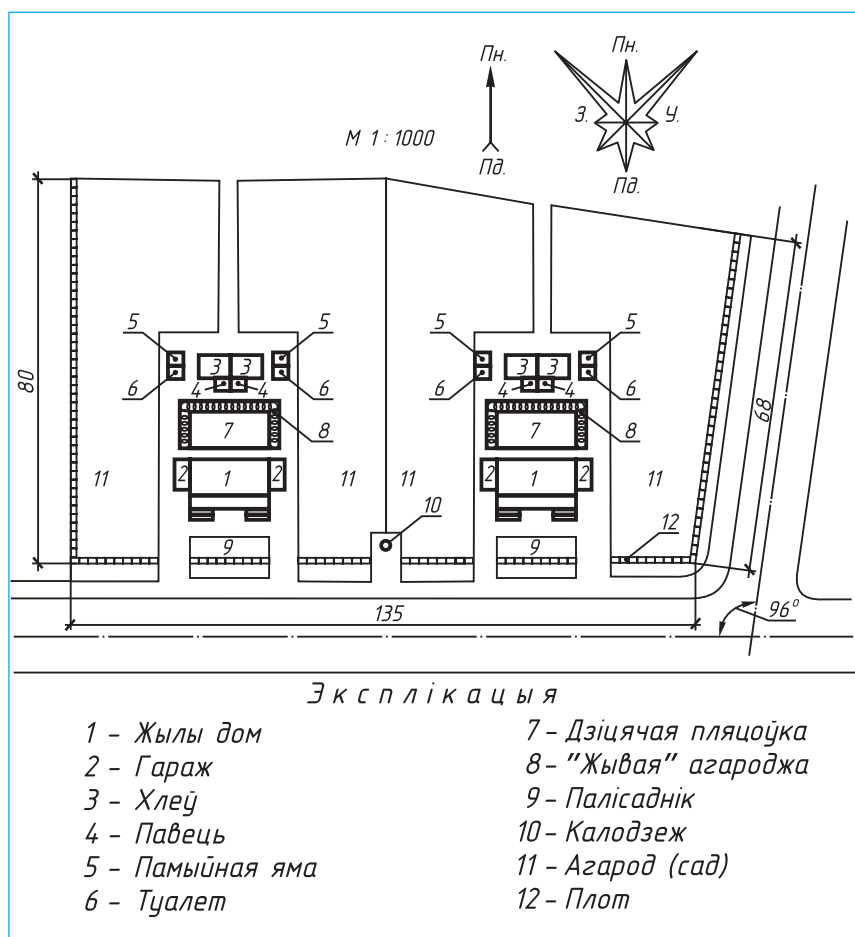 Пн.
Пн.
З. У.
М 1 : 1000
Пд.
Пд.
5 5 5 5
3 3 3 3
6 4 4 6 6 4 4 6
80
7 8 7 8
68
11 2 1 2 11 11 2 1 2 11
10
9 9 12
135
96°
Эксплікацыя
1 – Жылы дом
2 – Гараж
3 – Хлеў
4 – Павець
5 – Памыйная яма
6 – Туалет
7 – Дзіцячая пляцоўка
8 – "Жывая" агароджа
9 – Палісаднік
10 – Калодзеж
11 – Агарод (сад)
12 – Плот